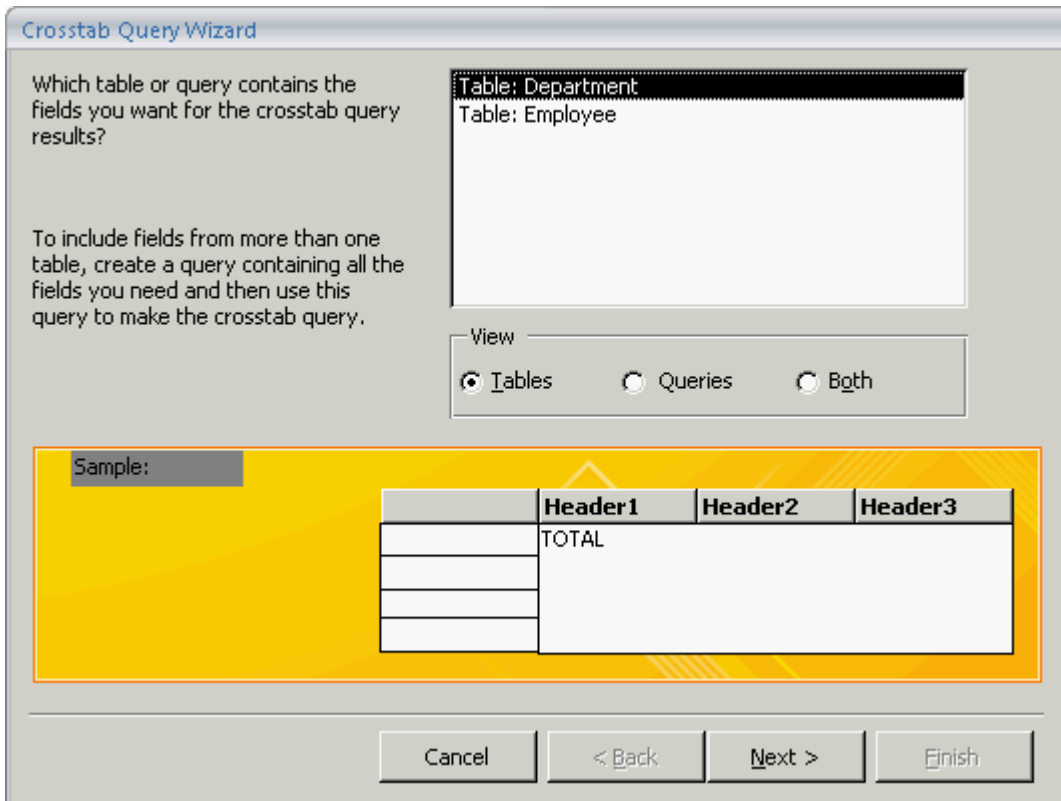 Crosstab Query Wizard
Which table or query contains the
fields you want for the crosstab query
results?
To include fields from more than one
table, create a query containing all the
fields you need and then use this
query to make the crosstab query.
Table: Department
Table: Employee
View
Tables
Queries
Both
Sample:
Header1 Header2 Header3
TOTAL
Cancel
< Back
Next >
Finish